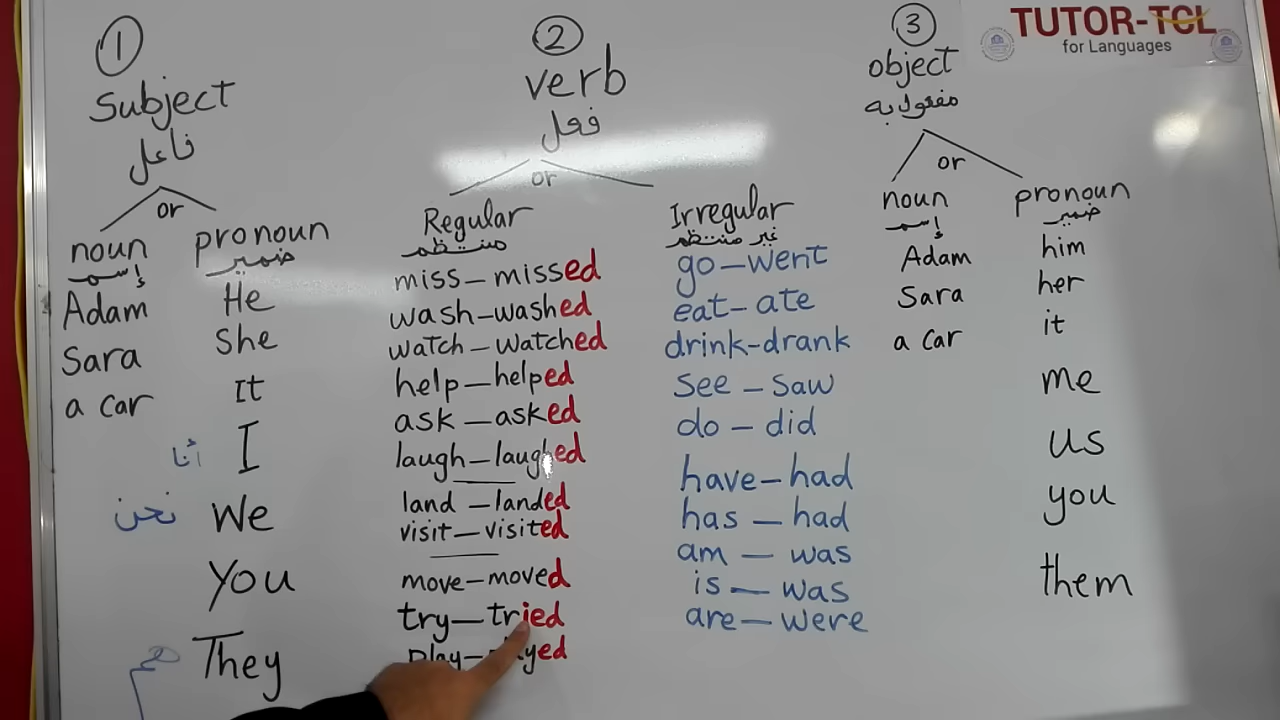 1
Subject
فاعل
or
noun
إسم
Adam
Sara
a car
pronoun
ضمير
He
She
It
أنا I
نحن We
You
هم They
2
verb
فعل
or
Regular
منتظم
miss – missed
wash – washed
watch – watched
help – helped
ask – asked
laugh – laughed
land – landed
visit – visited
move – moved
try – tried
play – played
Irregular
غير منتظم
go – went
eat – ate
drink – drank
see – saw
do – did
have – had
has – had
am – was
is – was
are – were
3
object
مفعول به
or
noun
إسم
Adam
Sara
a car
pronoun
ضمير
him
her
it
me
us
you
them
TUTOR-TCL
for Languages